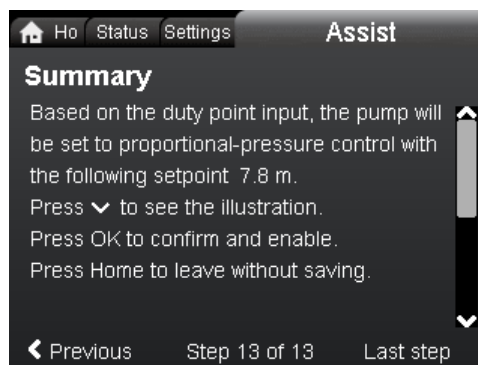 Ho Status Settings Assist
Summary
Based on the duty point input, the pump will
be set to proportional-pressure control with
the following setpoint 7.8 m.
Press to see the illustration.
Press OK to confirm and enable.
Press Home to leave without saving.
Previous Step 13 of 13 Last step